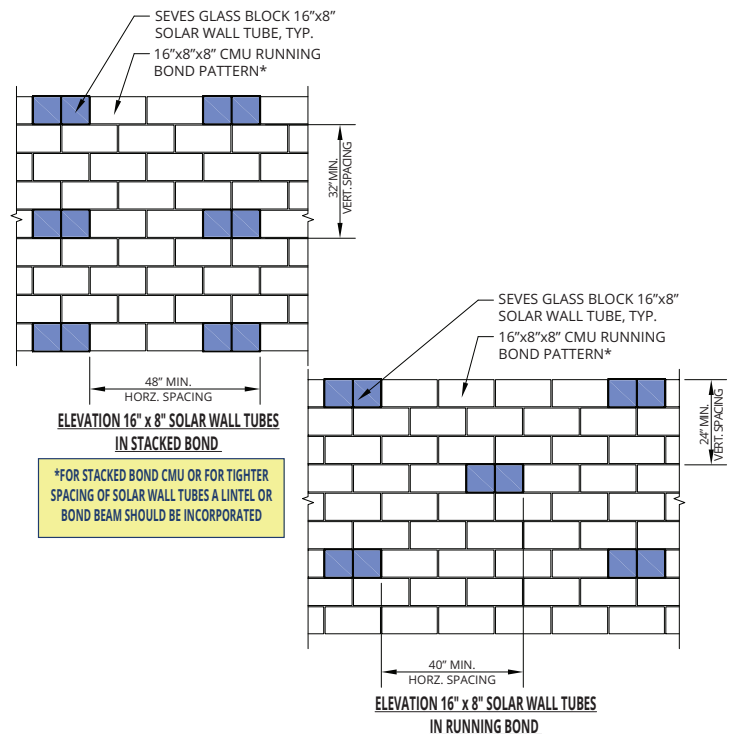 SEVES GLASS BLOCK 16”x8”
SOLAR WALL TUBE, TYP.
16”x8”x8” CMU RUNNING
BOND PATTERN*
32” MIN.
VERT. SPACING
48” MIN.
HORZ. SPACING
ELEVATION 16" x 8" SOLAR WALL TUBES
IN STACKED BOND
*FOR STACKED BOND CMU OR FOR TIGHTER
SPACING OF SOLAR WALL TUBES A LINTEL OR
BOND BEAM SHOULD BE INCORPORATED
SEVES GLASS BLOCK 16”x8”
SOLAR WALL TUBE, TYP.
16”x8”x8” CMU RUNNING
BOND PATTERN*
24” MIN.
VERT. SPACING
40” MIN.
HORZ. SPACING
ELEVATION 16" x 8" SOLAR WALL TUBES
IN RUNNING BOND